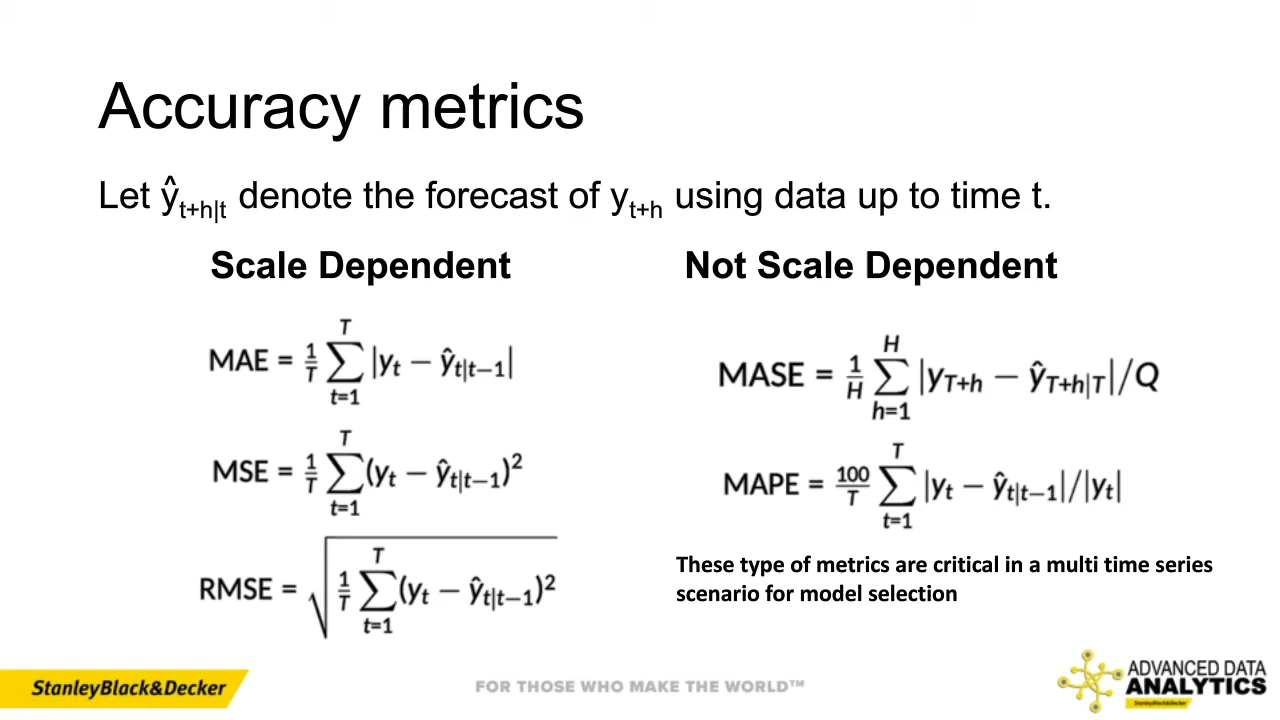 Accuracy metrics
Let ŷt+h|t denote the forecast of yt+h using data up to time t.
Scale Dependent
MAE = 1/T ∑_{t=1}^{T} |yt − ŷt|t−1|
MSE = 1/T ∑_{t=1}^{T} (yt − ŷt|t−1)²
RMSE = √(1/T ∑_{t=1}^{T} (yt − ŷt|t−1)²)
Not Scale Dependent
MASE = 1/H ∑_{h=1}^{H} |yT+h − ŷT+h|T|/Q
MAPE = 100/T ∑_{t=1}^{T} |yt − ŷt|t−1|/|yt|
These type of metrics are critical in a multi time series
scenario for model selection
StanleyBlack&Decker
FOR THOSE WHO MAKE THE WORLD™
ADVANCED DATA
ANALYTICS
StanleyBlack&Decker